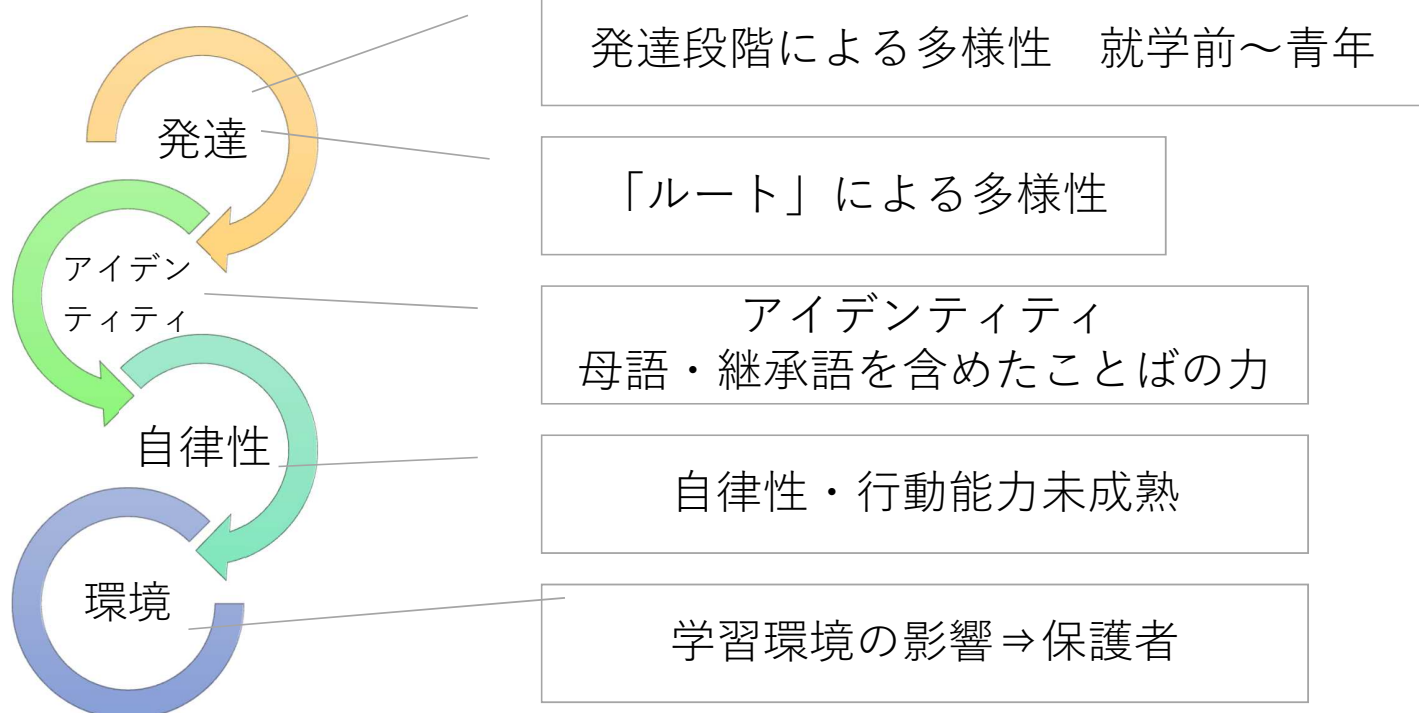 発達段階による多様性　就学前～青年
発達
「ルート」による多様性
アイデン
ティティ
アイデンティティ
母語・継承語を含めたことばの力
自律性
自律性・行動能力未成熟
環境
学習環境の影響⇒保護者